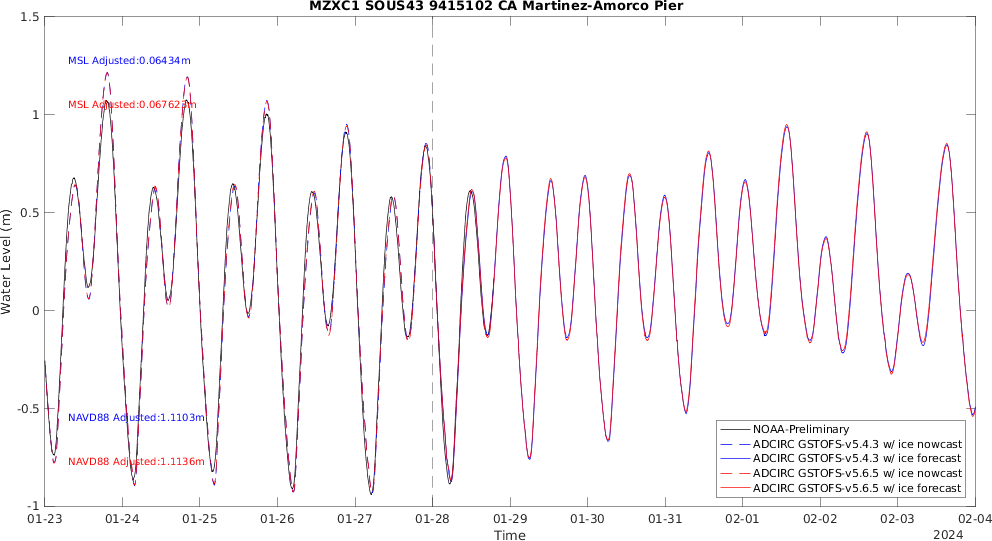 MZXC1 SOUS43 9415102 CA Martinez-Amorco Pier
1.5
1
0.5
0
-0.5
-1
Water Level (m)
MSL Adjusted:0.06434m
MSL Adjusted:0.067623m
NAVD88 Adjusted:1.1103m
NAVD88 Adjusted:1.1136m
NOAA-Preliminary
ADCIRC GSTOFS-v5.4.3 w/ ice nowcast
ADCIRC GSTOFS-v5.4.3 w/ ice forecast
ADCIRC GSTOFS-v5.6.5 w/ ice nowcast
ADCIRC GSTOFS-v5.6.5 w/ ice forecast
01-23 01-24 01-25 01-26 01-27 01-28 01-29 01-30 01-31 02-01 02-02 02-03 02-04
Time
2024